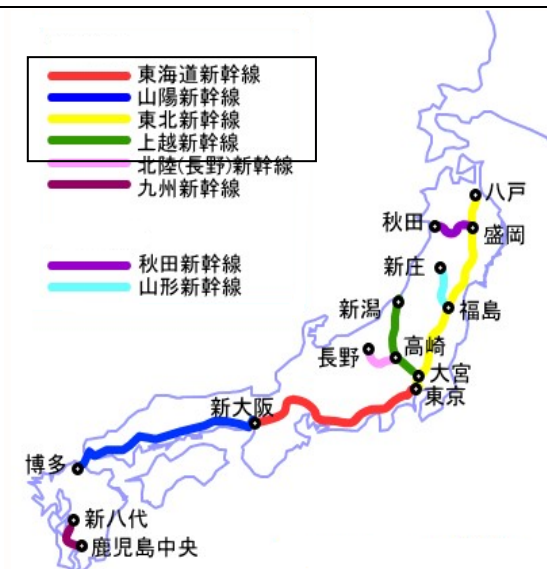 東海道新幹線
山陽新幹線
東北新幹線
上越新幹線
北陸(長野)新幹線
九州新幹線
秋田新幹線
山形新幹線
八戸
秋田
盛岡
新庄
新潟
福島
長野
高崎
大宮
東京
新大阪
博多
新八代
鹿児島中央